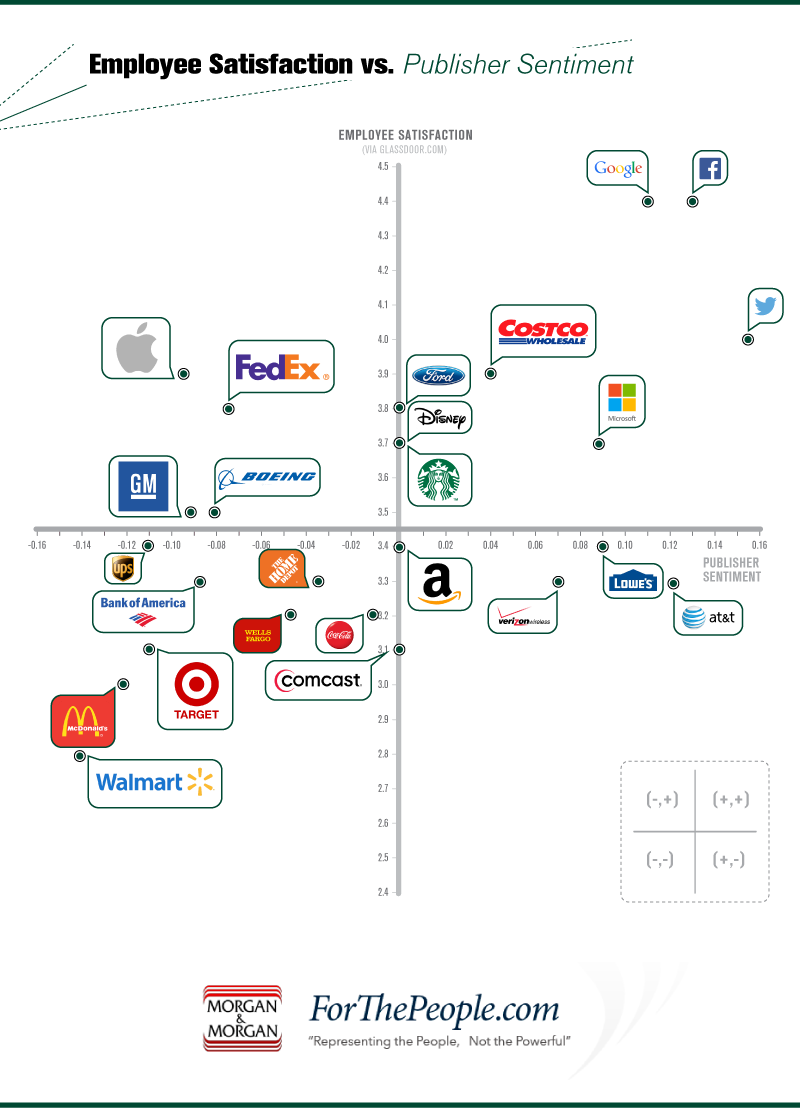 Employee Satisfaction vs. Publisher Sentiment
EMPLOYEE SATISFACTION
(VIA GLASSDOOR.COM)
4.5
Google
f
4.4
4.3
4.2
4.1
4.0
COSTCO
WHOLESALE
FedEx®
3.9
Ford
Microsoft
3.8
Disney
3.7
GM
BOEING
3.6
3.5
-0.16
-0.12
-0.10
-0.08
-0.06
-0.04
-0.02
3.4
0.02
0.04
0.06
0.08
0.10
0.12
0.14
0.16
PUBLISHER
SENTIMENT
ups
THE
HOME
DEPOT
3.3
a
LOWE'S
Bank of America
3.2
WELLS
FARGO
Coca-Cola
verizonwireless
at&t
3.1
comcast.
3.0
TARGET
McDonald's
2.9
2.8
Walmart
2.7
2.6
2.5
2.4
(-,+)
(+,+)
(-,-)
(+,-)
MORGAN
&
MORGAN
ForThePeople.com
"Representing the People, Not the Powerful"